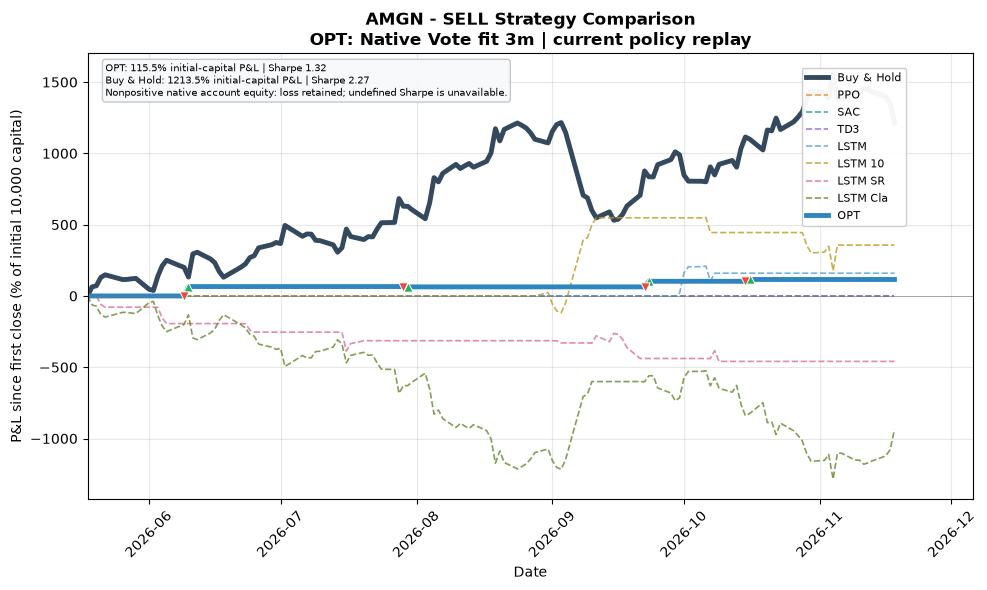 AMGN - SELL Strategy Comparison
OPT: Native Vote fit 3m | current policy replay
OPT: 115.5% initial-capital P&L | Sharpe 1.32
Buy & Hold: 1213.5% initial-capital P&L | Sharpe 2.27
Nonpositive native account equity: loss retained; undefined Sharpe is unavailable.
Buy & Hold
PPO
SAC
TD3
LSTM
LSTM 10
LSTM SR
LSTM Cla
OPT
P&L since first close (% of initial 10,000 capital)
1500
1000
500
0
−500
−1000
2026-06
2026-07
2026-08
2026-09
2026-10
2026-11
2026-12
Date